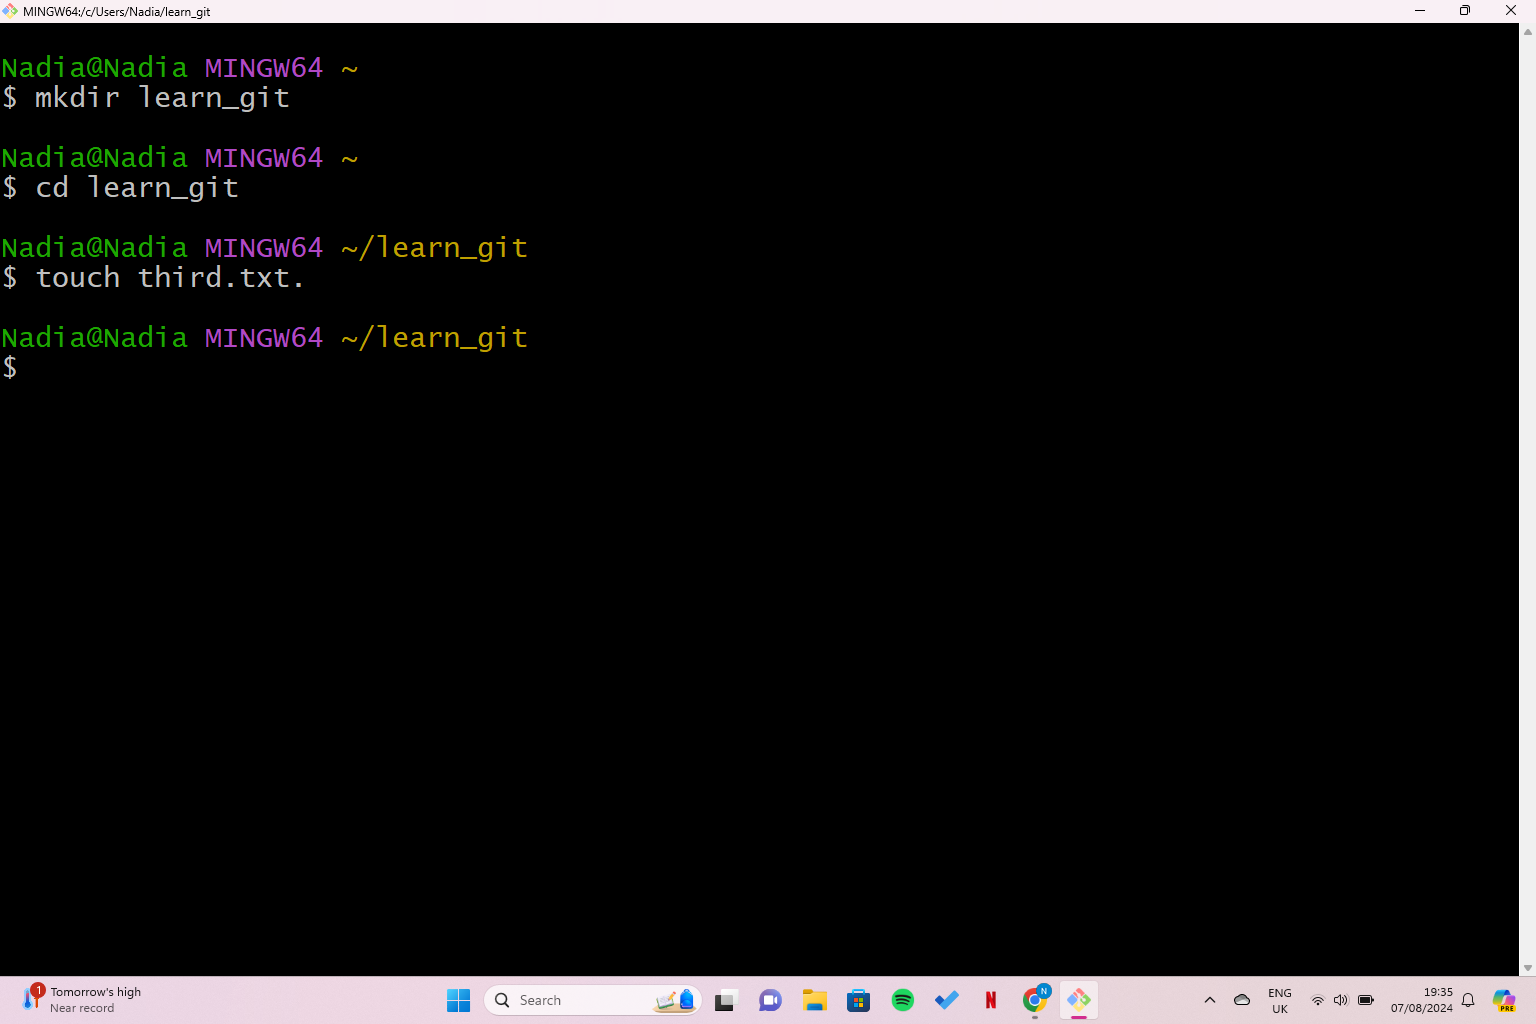 MINGW64:/c/Users/Nadia/learn_git
Nadia@Nadia MINGW64 ~
$ mkdir learn_git
Nadia@Nadia MINGW64 ~
$ cd learn_git
Nadia@Nadia MINGW64 ~/learn_git
$ touch third.txt.
Nadia@Nadia MINGW64 ~/learn_git
$
1
Tomorrow's high
Near record
Search
N
N
ENG
UK
19:35
07/08/2024
PRE